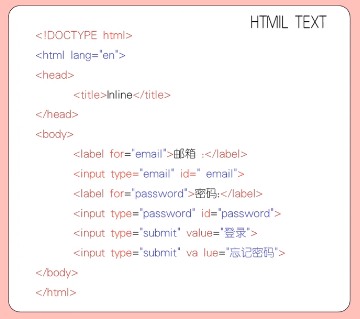 HTMIL TEXT
<!DOCTYPE html>
<html lang="en">
<head>
<title>Inline</title>
</head>
<body>
<label for="email">邮箱 :</label>
<input type="email" id=" email">
<label for="password">密码:</label>
<input type="password" id="password">
<input type="submit" value="登录">
<input type="submit" va lue="忘记密码">
</body>
</html>